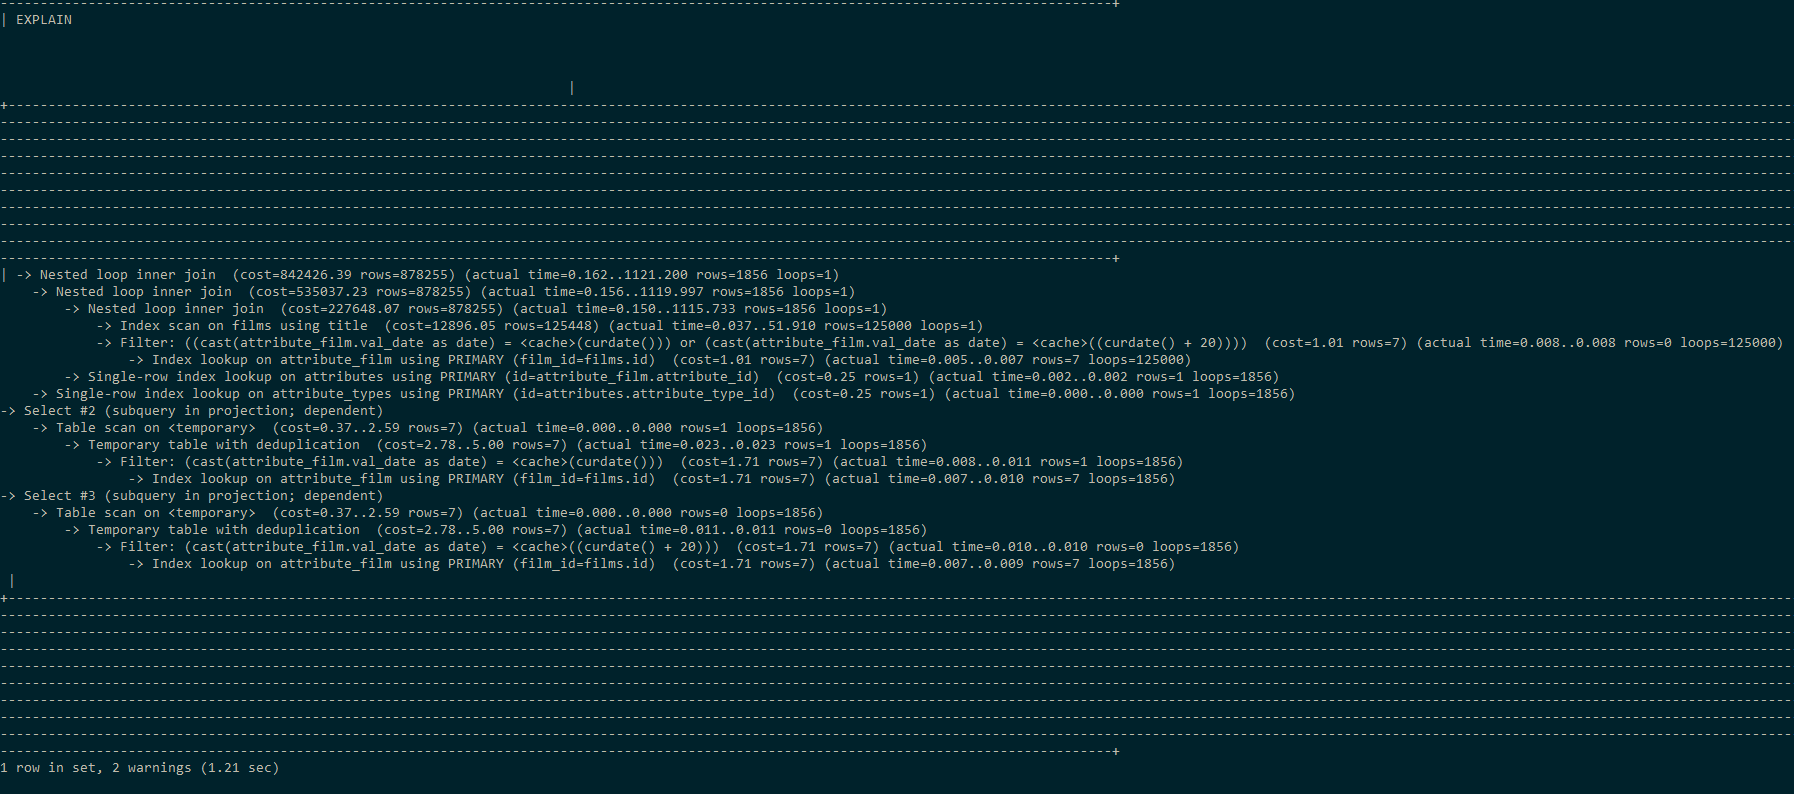 | EXPLAIN
|
| -> Nested loop inner join  (cost=842426.39 rows=878255) (actual time=0.162..1121.200 rows=1856 loops=1)
    -> Nested loop inner join  (cost=535037.23 rows=878255) (actual time=0.156..1119.997 rows=1856 loops=1)
        -> Nested loop inner join  (cost=227648.07 rows=878255) (actual time=0.150..1115.733 rows=1856 loops=1)
            -> Index scan on films using title  (cost=12896.05 rows=125448) (actual time=0.037..51.910 rows=125000 loops=1)
            -> Filter: ((cast(attribute_film.val_date as date) = <cache>(curdate())) or (cast(attribute_film.val_date as date) = <cache>((curdate() + 20))))  (cost=1.01 rows=7) (actual time=0.008..0.008 rows=0 loops=125000)
                -> Index lookup on attribute_film using PRIMARY (film_id=films.id)  (cost=1.01 rows=7) (actual time=0.005..0.007 rows=7 loops=125000)
        -> Single-row index lookup on attributes using PRIMARY (id=attribute_film.attribute_id)  (cost=0.25 rows=1) (actual time=0.002..0.002 rows=1 loops=1856)
    -> Single-row index lookup on attribute_types using PRIMARY (id=attributes.attribute_type_id)  (cost=0.25 rows=1) (actual time=0.000..0.000 rows=1 loops=1856)
-> Select #2 (subquery in projection; dependent)
    -> Table scan on <temporary>  (cost=0.37..2.59 rows=7) (actual time=0.000..0.000 rows=1 loops=1856)
        -> Temporary table with deduplication  (cost=2.78..5.00 rows=7) (actual time=0.023..0.023 rows=1 loops=1856)
            -> Filter: (cast(attribute_film.val_date as date) = <cache>(curdate()))  (cost=1.71 rows=7) (actual time=0.008..0.011 rows=1 loops=1856)
                -> Index lookup on attribute_film using PRIMARY (film_id=films.id)  (cost=1.71 rows=7) (actual time=0.007..0.010 rows=7 loops=1856)
-> Select #3 (subquery in projection; dependent)
    -> Table scan on <temporary>  (cost=0.37..2.59 rows=7) (actual time=0.000..0.000 rows=0 loops=1856)
        -> Temporary table with deduplication  (cost=2.78..5.00 rows=7) (actual time=0.011..0.011 rows=0 loops=1856)
            -> Filter: (cast(attribute_film.val_date as date) = <cache>((curdate() + 20)))  (cost=1.71 rows=7) (actual time=0.010..0.010 rows=0 loops=1856)
                -> Index lookup on attribute_film using PRIMARY (film_id=films.id)  (cost=1.71 rows=7) (actual time=0.007..0.009 rows=7 loops=1856)
|
1 row in set, 2 warnings (1.21 sec)